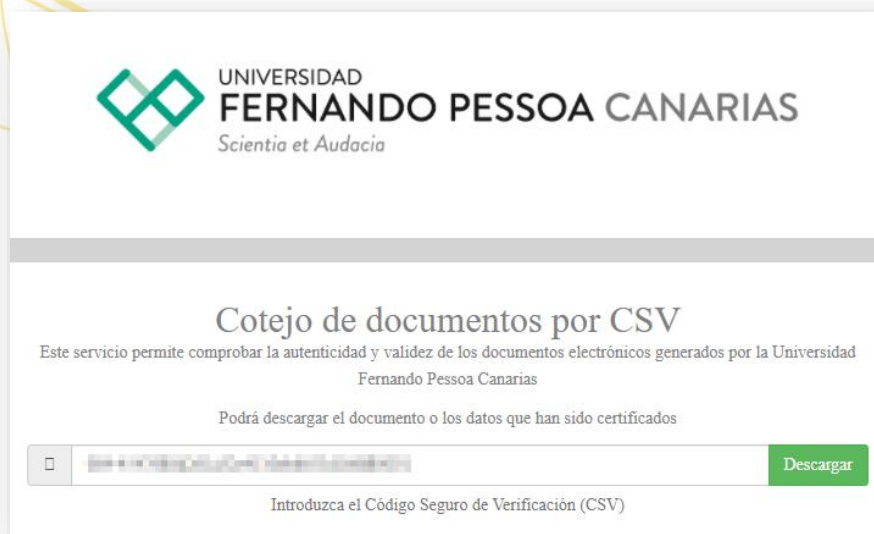 UNIVERSIDAD
FERNANDO PESSOA CANARIAS
Scientia et Audacia
Cotejo de documentos por CSV
Este servicio permite comprobar la autenticidad y validez de los documentos electrónicos generados por la Universidad
Fernando Pessoa Canarias
Podrá descargar el documento o los datos que han sido certificados
Descargar
Introduzca el Código Seguro de Verificación (CSV)